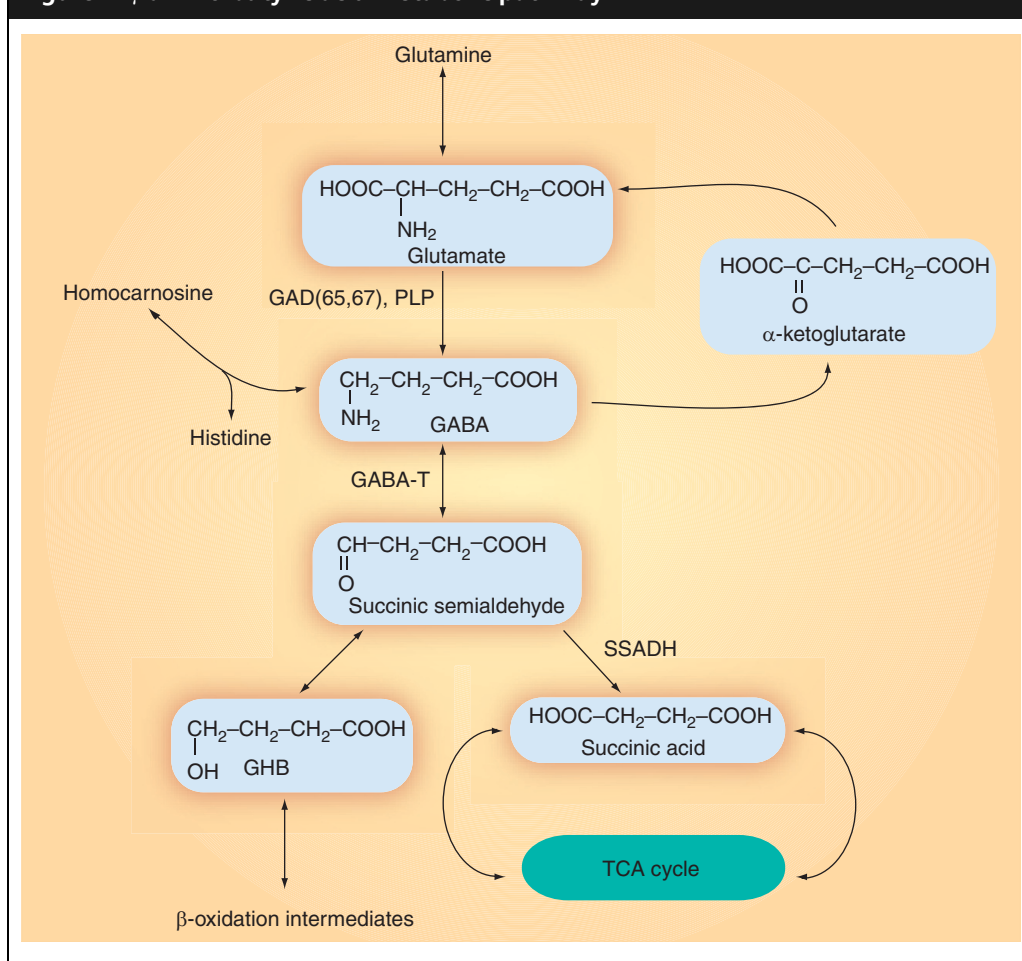 Glutamine
HOOC–CH–CH₂–CH₂–COOH
NH₂
Glutamate
HOOC–C–CH₂–CH₂–COOH
O
α-ketoglutarate
Homocarnosine
GAD(65,67), PLP
CH₂–CH₂–CH₂–COOH
NH₂
GABA
Histidine
GABA-T
CH–CH₂–CH₂–COOH
O
Succinic semialdehyde
SSADH
CH₂–CH₂–CH₂–COOH
OH
GHB
HOOC–CH₂–CH₂–COOH
Succinic acid
TCA cycle
β-oxidation intermediates